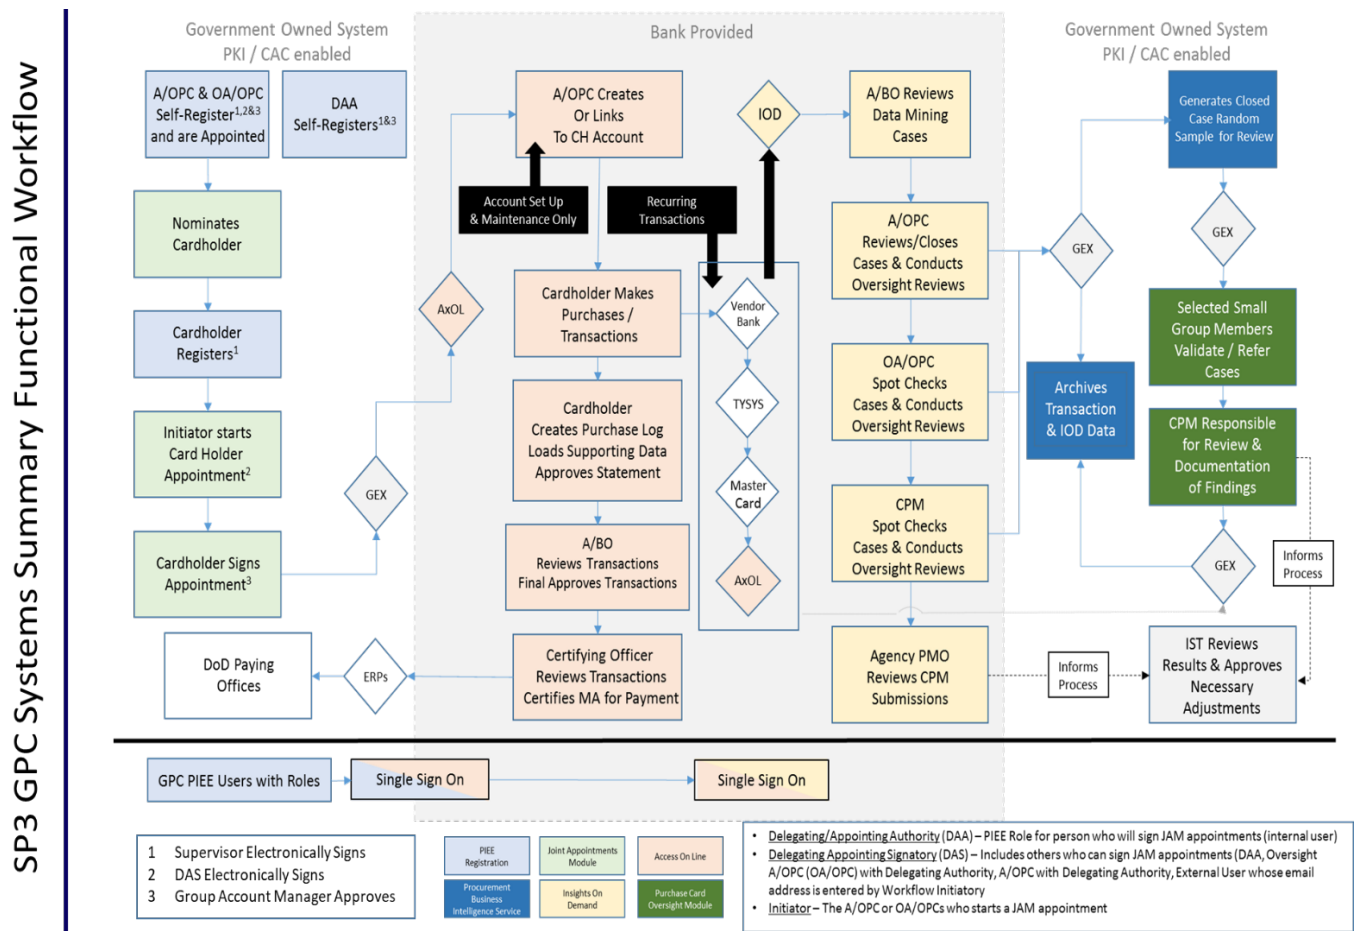 SP3 GPC Systems Summary Functional Workflow
Government Owned System
PKI / CAC enabled
Bank Provided
Government Owned System
PKI / CAC enabled
A/OPC & OA/OPC
Self-Register1,2&3
and are Appointed
DAA
Self-Registers1&3
Nominates
Cardholder
Cardholder
Registers1
Initiator starts
Card Holder
Appointment2
Cardholder Signs
Appointment3
GEX
AxOL
A/OPC Creates
Or Links
To CH Account
Account Set Up
& Maintenance Only
Recurring
Transactions
Cardholder Makes
Purchases /
Transactions
Cardholder
Creates Purchase Log
Loads Supporting Data
Approves Statement
A/BO
Reviews Transactions
Final Approves Transactions
Certifying Officer
Reviews Transactions
Certifies MA for Payment
ERPs
DoD Paying
Offices
Vendor
Bank
TYSYS
Master
Card
AxOL
IOD
A/BO Reviews
Data Mining
Cases
A/OPC
Reviews/Closes
Cases & Conducts
Oversight Reviews
OA/OPC
Spot Checks
Cases & Conducts
Oversight Reviews
CPM
Spot Checks
Cases & Conducts
Oversight Reviews
Agency PMO
Reviews CPM
Submissions
GEX
Archives
Transaction
& IOD Data
Generates Closed
Case Random
Sample for Review
GEX
Selected Small
Group Members
Validate / Refer
Cases
CPM Responsible
for Review &
Documentation
of Findings
GEX
Informs
Process
Informs
Process
IST Reviews
Results & Approves
Necessary
Adjustments
GPC PIEE Users with Roles
Single Sign On
Single Sign On
1 Supervisor Electronically Signs
2 DAS Electronically Signs
3 Group Account Manager Approves
PIEE
Registration
Joint Appointments
Module
Access On Line
Procurement
Business
Intelligence Service
Insights On
Demand
Purchase Card
Oversight Module
• Delegating/Appointing Authority (DAA) – PIEE Role for person who will sign JAM appointments (internal user)
• Delegating Appointing Signatory (DAS) – Includes others who can sign JAM appointments (DAA, Oversight
A/OPC (OA/OPC) with Delegating Authority, A/OPC with Delegating Authority, External User whose email
address is entered by Workflow Initiatory
• Initiator – The A/OPC or OA/OPCs who starts a JAM appointment